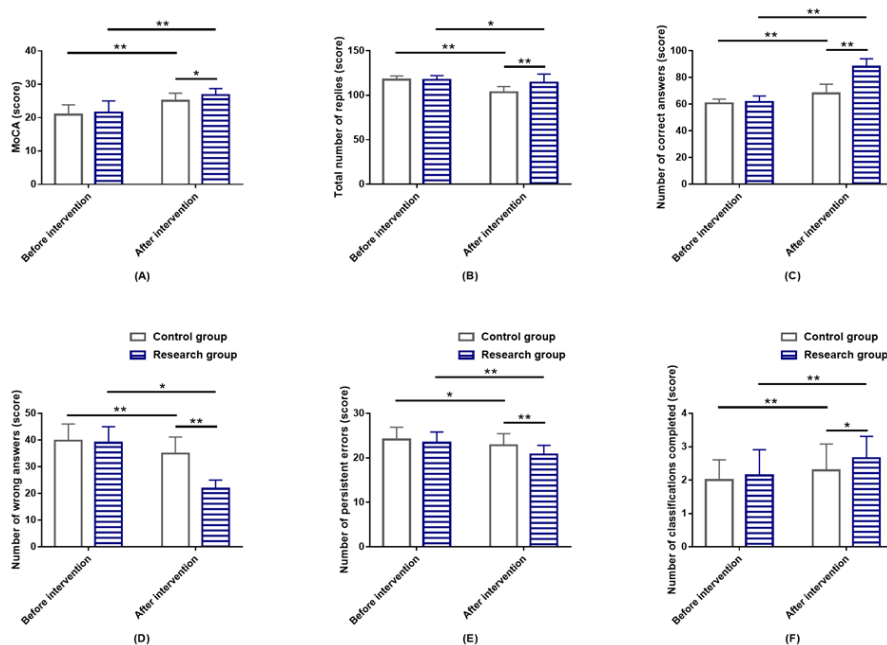 **
**
*
MoCA (score)
40
30
20
10
0
Before intervention
After intervention
(A)
*
**
**
Total number of replies (score)
150
100
50
0
Before intervention
After intervention
(B)
**
**
**
Number of correct answers (score)
100
80
60
40
20
0
Before intervention
After intervention
(C)
Control group
Research group
*
**
**
Number of wrong answers (score)
50
40
30
20
10
0
Before intervention
After intervention
(D)
Control group
Research group
**
*
**
Number of persistent errors (score)
30
20
10
0
Before intervention
After intervention
(E)
Control group
Research group
**
**
*
Number of classifications completed (score)
4
3
2
1
0
Before intervention
After intervention
(F)